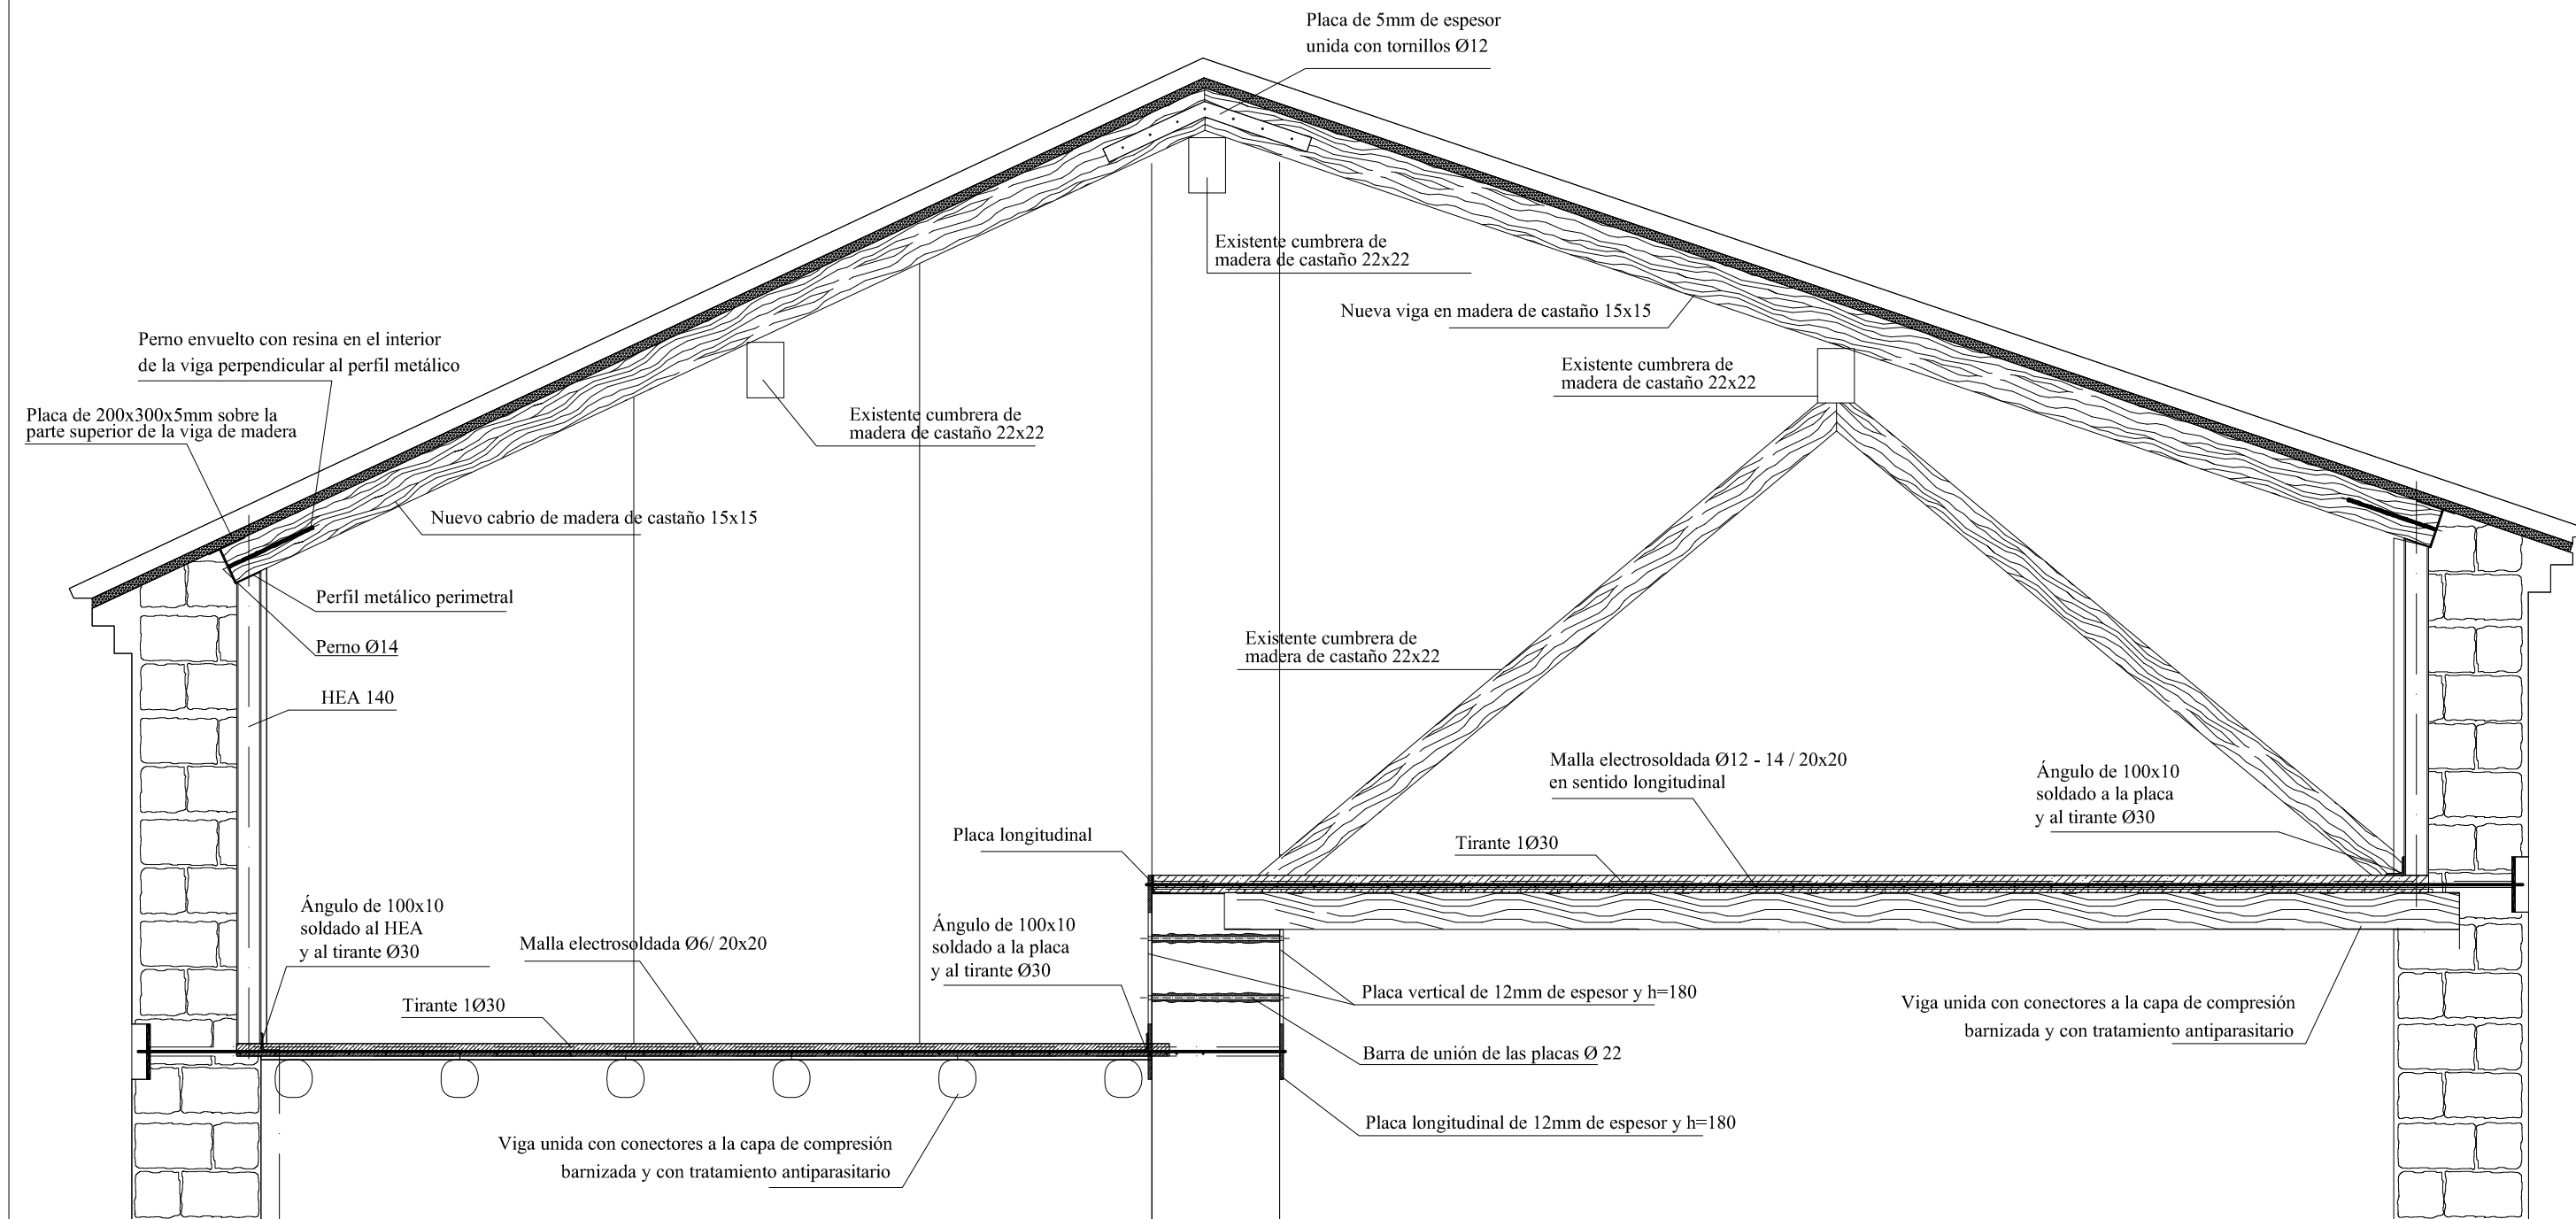 Placa de 5mm de espesor
unida con tornillos Ø12
Existente cumbrera de
madera de castaño 22x22
Nueva viga en madera de castaño 15x15
Perno envuelto con resina en el interior
de la viga perpendicular al perfil metálico
Existente cumbrera de
madera de castaño 22x22
Placa de 200x300x5mm sobre la
parte superior de la viga de madera
Existente cumbrera de
madera de castaño 22x22
Nuevo cabrio de madera de castaño 15x15
Perfil metálico perimetral
Perno Ø14
Existente cumbrera de
madera de castaño 22x22
HEA 140
Malla electrosoldada Ø12 - 14 / 20x20
en sentido longitudinal
Ángulo de 100x10
soldado a la placa
y al tirante Ø30
Placa longitudinal
Tirante 1Ø30
Ángulo de 100x10
soldado al HEA
y al tirante Ø30
Malla electrosoldada Ø6/ 20x20
Ángulo de 100x10
soldado a la placa
y al tirante Ø30
Tirante 1Ø30
Placa vertical de 12mm de espesor y h=180
Viga unida con conectores a la capa de compresión
barnizada y con tratamiento antiparasitario
Barra de unión de las placas Ø 22
Placa longitudinal de 12mm de espesor y h=180
Viga unida con conectores a la capa de compresión
barnizada y con tratamiento antiparasitario